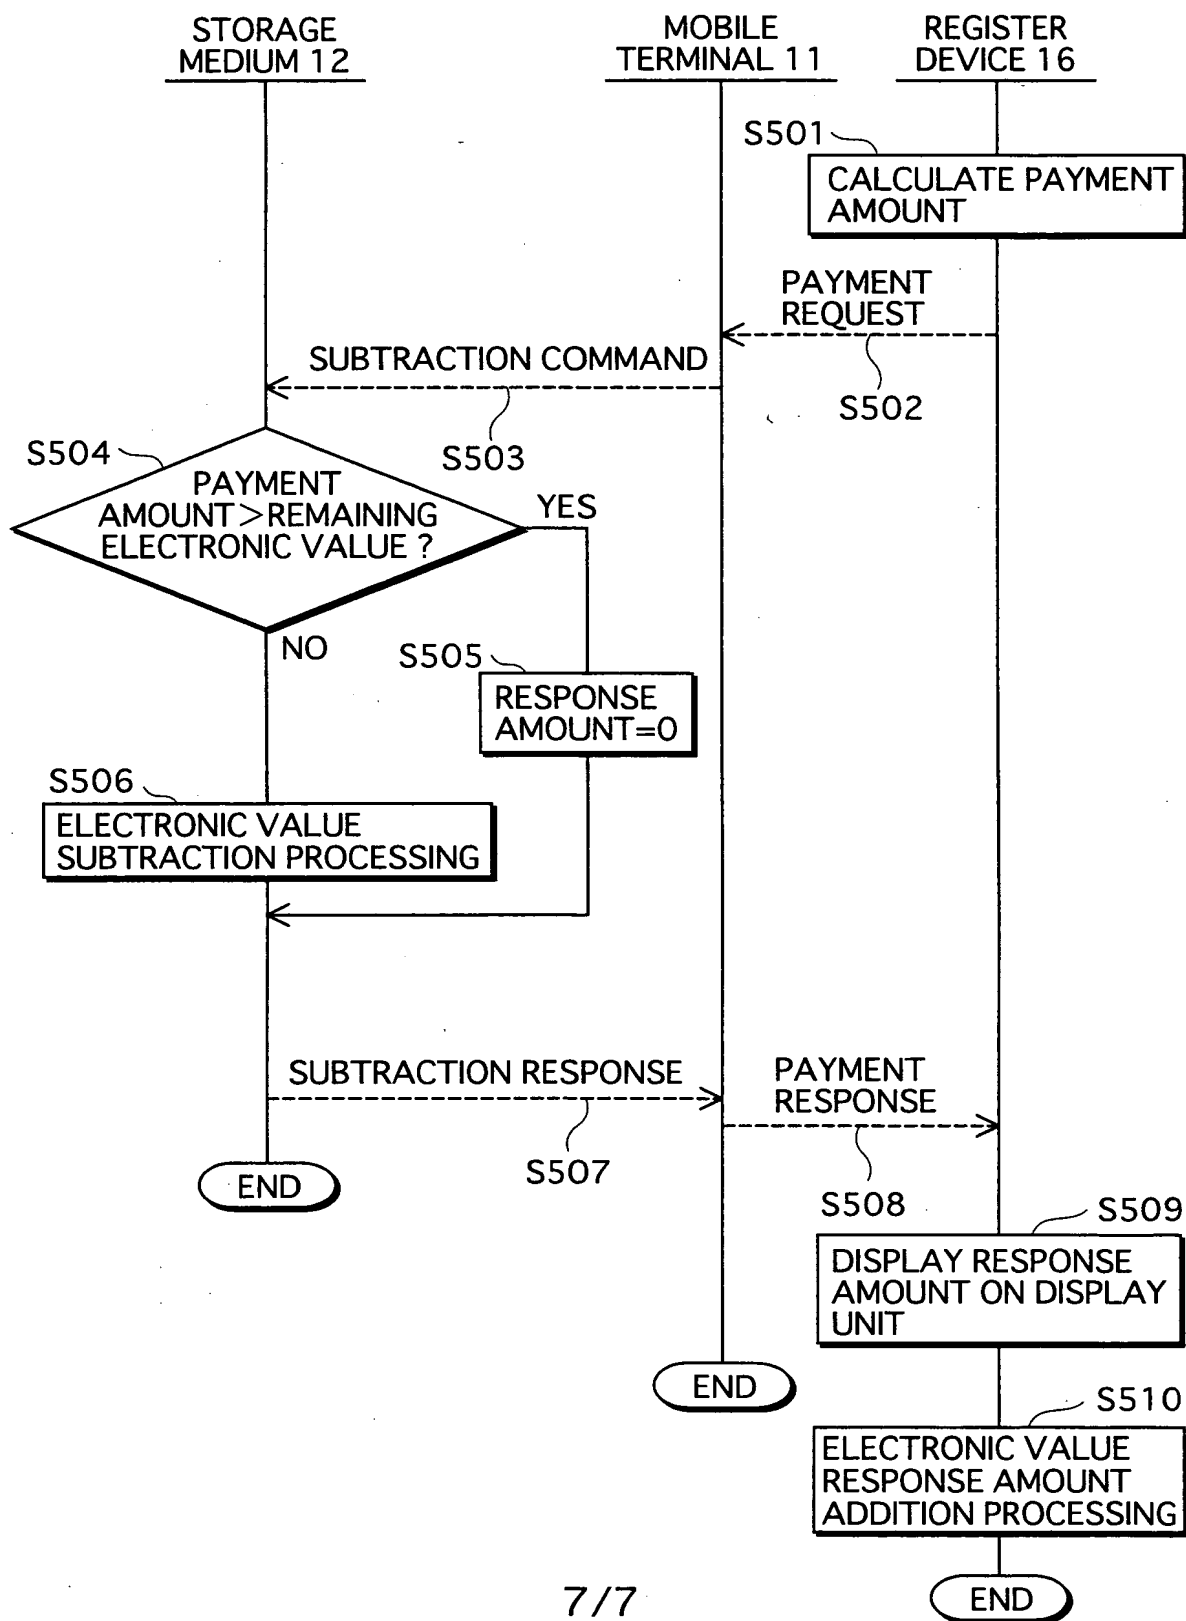 STORAGE
MEDIUM 12
MOBILE
TERMINAL 11
REGISTER
DEVICE 16
S501
CALCULATE PAYMENT
AMOUNT
PAYMENT
REQUEST
S502
SUBTRACTION COMMAND
S503
S504
PAYMENT
AMOUNT>REMAINING
ELECTRONIC VALUE ?
YES
NO
S505
RESPONSE
AMOUNT=0
S506
ELECTRONIC VALUE
SUBTRACTION PROCESSING
SUBTRACTION RESPONSE
S507
PAYMENT
RESPONSE
S508
END
S509
DISPLAY RESPONSE
AMOUNT ON DISPLAY
UNIT
END
S510
ELECTRONIC VALUE
RESPONSE AMOUNT
ADDITION PROCESSING
END
7/7